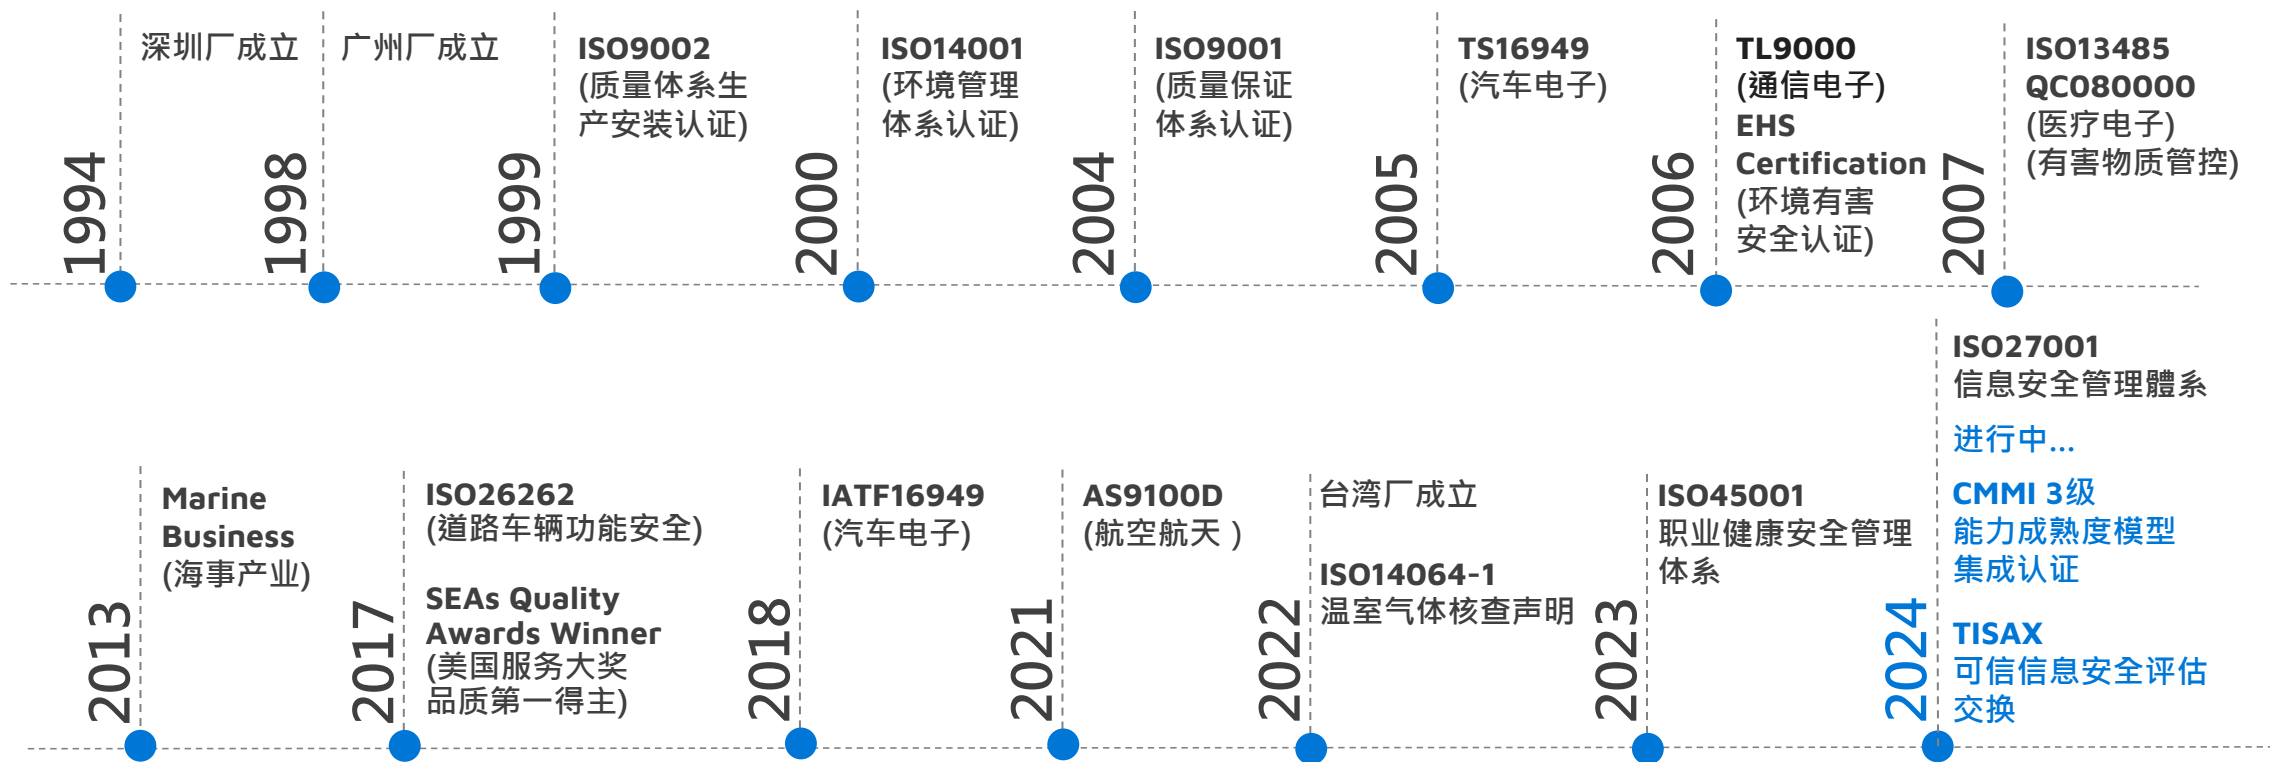 1994
深圳厂成立
1998
广州厂成立
1999
ISO9002
(质量体系生
产安装认证)
2000
ISO14001
(环境管理
体系认证)
2004
ISO9001
(质量保证
体系认证)
2005
TS16949
(汽车电子)
2006
TL9000
(通信电子)
EHS
Certification
(环境有害
安全认证)
2007
ISO13485
QC080000
(医疗电子)
(有害物质管控)
2013
Marine
Business
(海事产业)
2017
ISO26262
(道路车辆功能安全)
SEAs Quality
Awards Winner
(美国服务大奖
品质第一得主)
2018
IATF16949
(汽车电子)
2021
AS9100D
(航空航天 )
2022
台湾厂成立
ISO14064-1
温室气体核查声明
2023
ISO45001
职业健康安全管理
体系
2024
ISO27001
信息安全管理體系
进行中...
CMMI 3级
能力成熟度模型
集成认证
TISAX
可信信息安全评估
交换